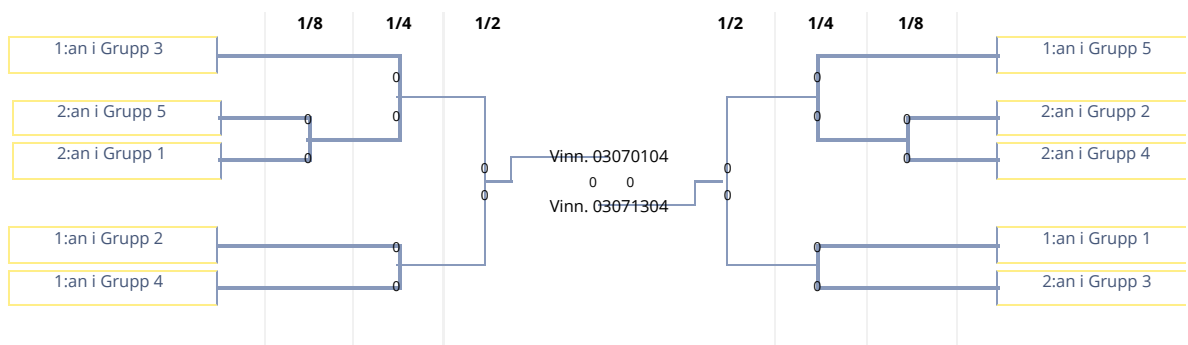 1/8 1/4 1/2 1/2 1/4 1/8
1:an i Grupp 3
1:an i Grupp 5
0
0
0
0
2:an i Grupp 5
2:an i Grupp 2
0
0
2:an i Grupp 1
2:an i Grupp 4
0
0
Vinn. 03070104
0
0
0 0
0
0
Vinn. 03071304
1:an i Grupp 2
1:an i Grupp 1
0
0
1:an i Grupp 4
2:an i Grupp 3
0
0